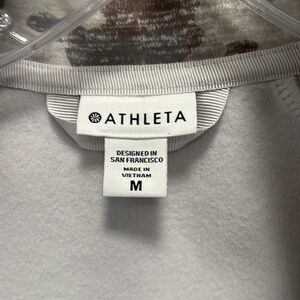 ATHLETA
DESIGNED IN
SAN FRANCISCO
MADE IN
VIETNAM
M